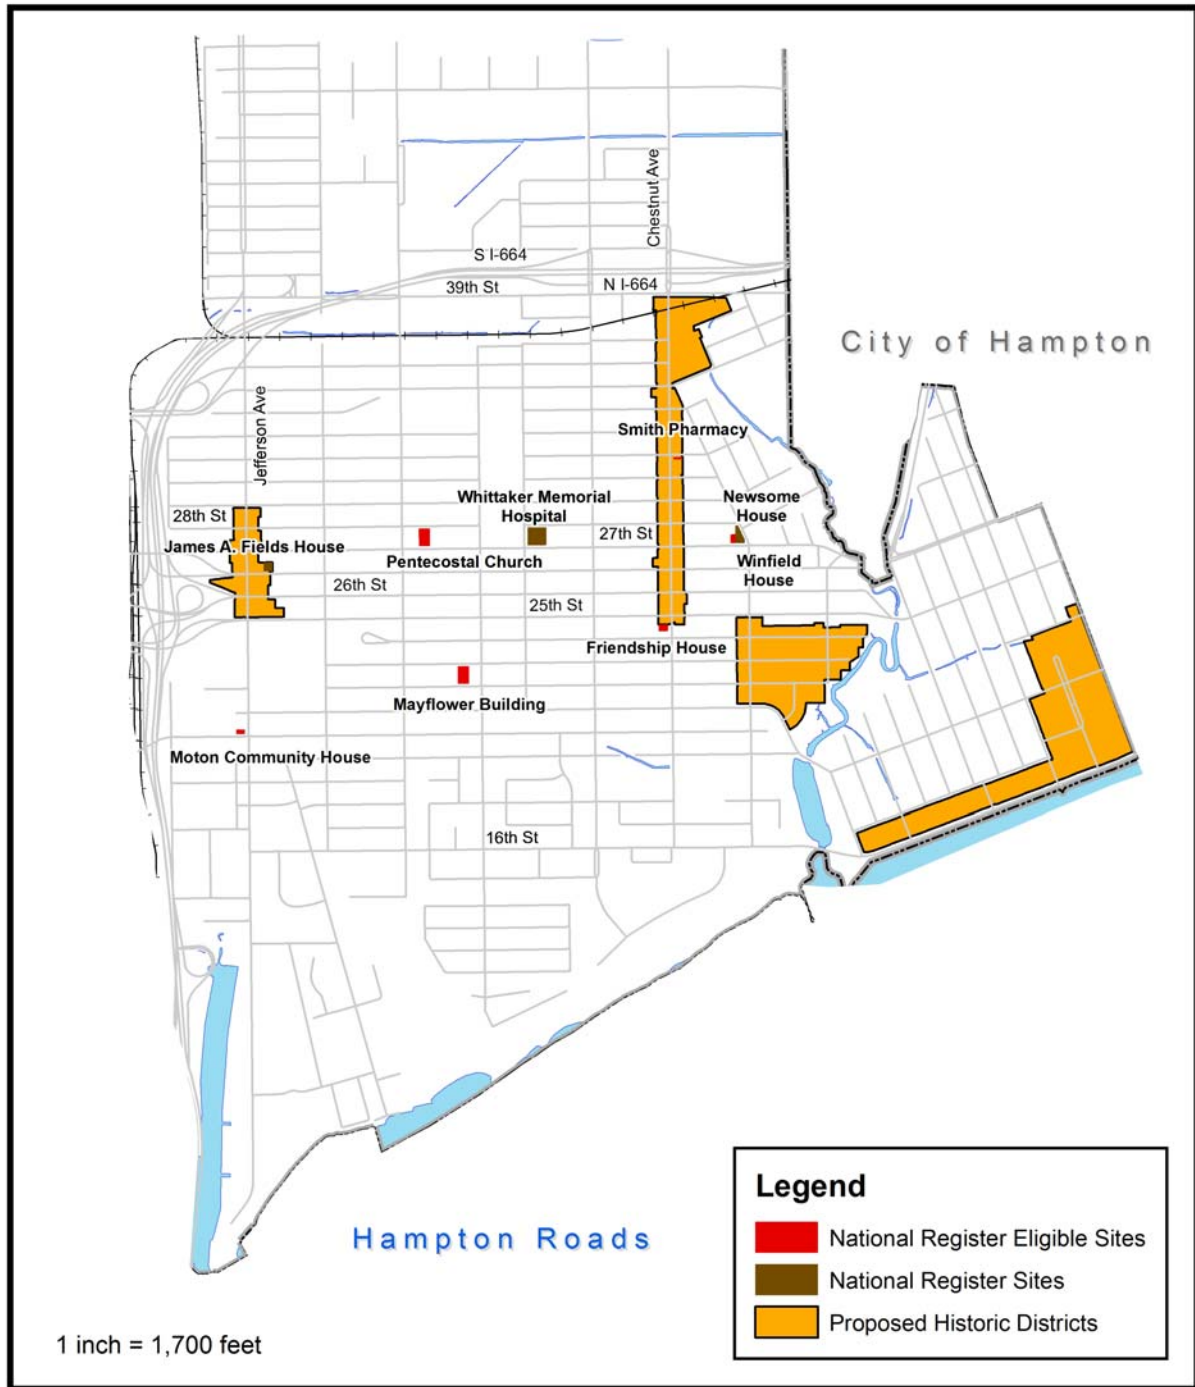 Chestnut Ave
S I-664
39th St
N I-664
City of Hampton
Jefferson Ave
Smith Pharmacy
Whittaker Memorial
Hospital
Newsome
House
28th St
27th St
James A. Fields House
Pentecostal Church
Winfield
House
26th St
25th St
Friendship House
Mayflower Building
Moton Community House
16th St
Hampton Roads
Legend
National Register Eligible Sites
National Register Sites
Proposed Historic Districts
1 inch = 1,700 feet